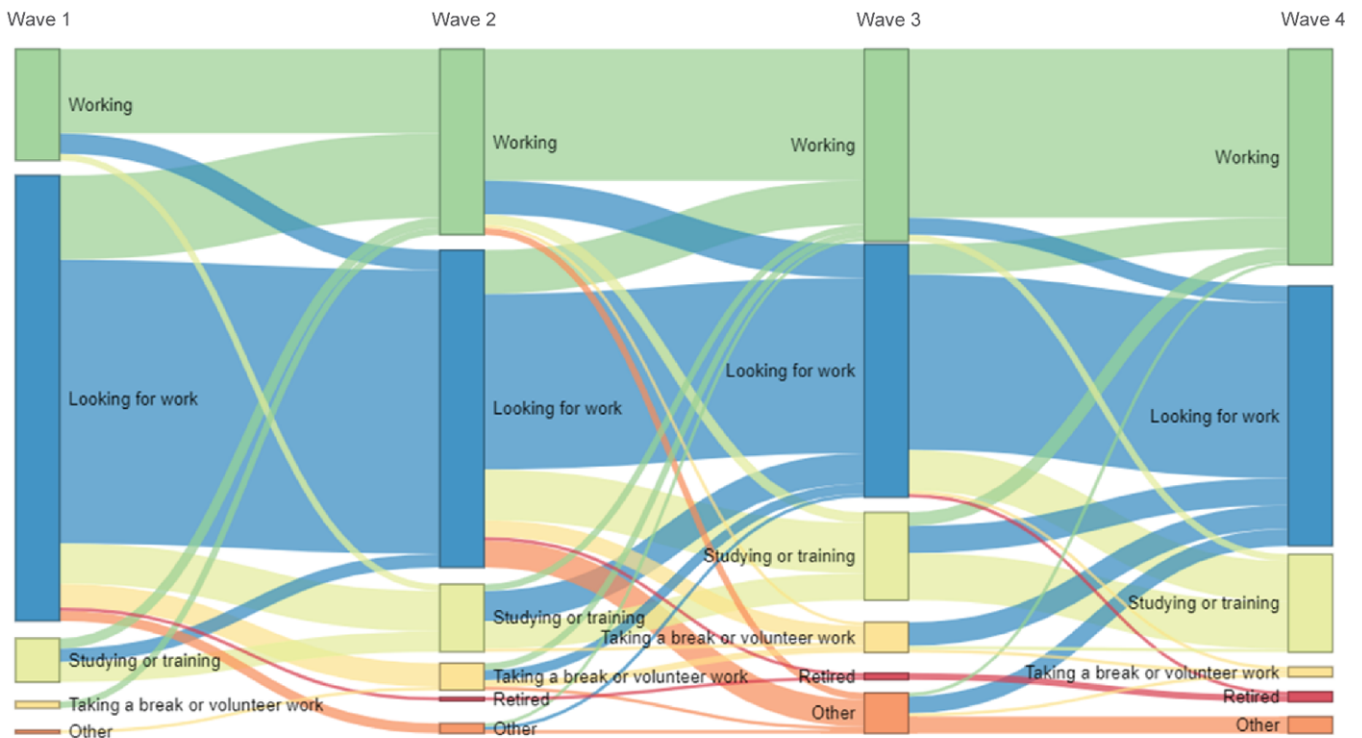 Wave 1
Wave 2
Wave 3
Wave 4
Working
Looking for work
Studying or training
Taking a break or volunteer work
Other
Working
Looking for work
Studying or training
Taking a break or volunteer work
Retired
Other
Working
Looking for work
Studying or training
Taking a break or volunteer work
Retired
Other
Working
Looking for work
Studying or training
Taking a break or volunteer work
Retired
Other